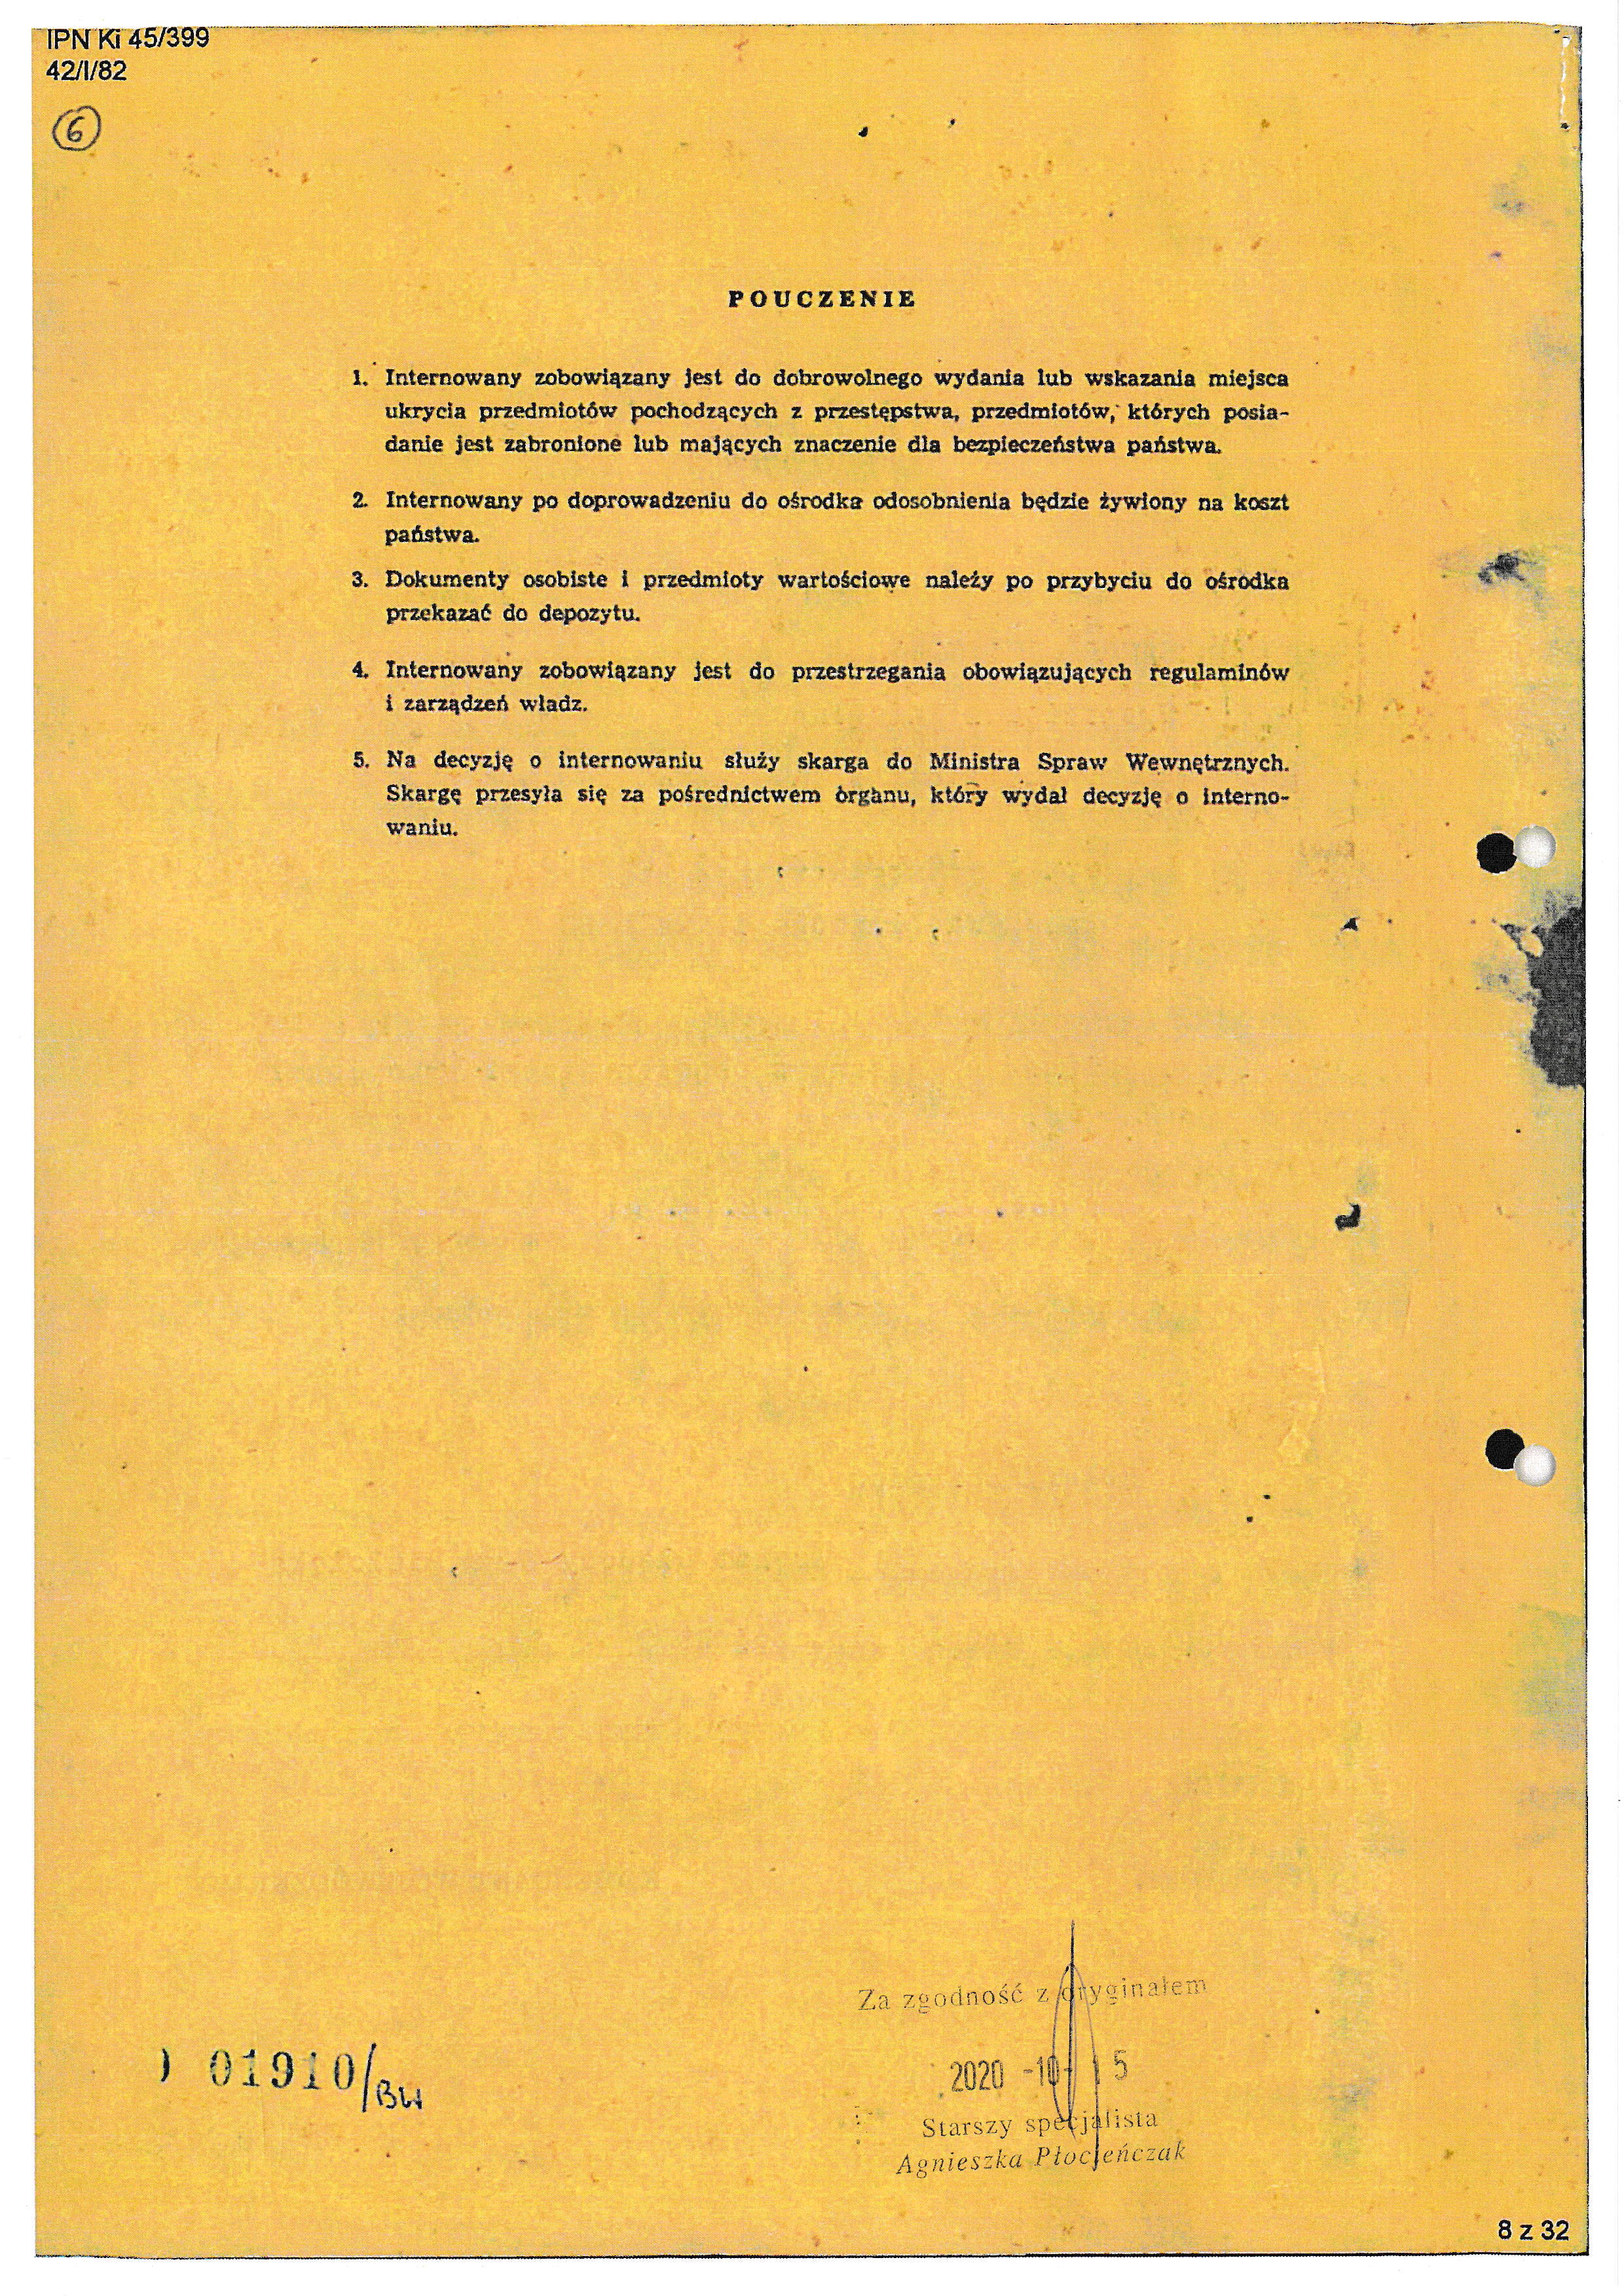 IPN Ki 45/399
42/I/82
6
POUCZENIE
1. Internowany zobowiązany jest do dobrowolnego wydania lub wskazania miejsca
ukrycia przedmiotów pochodzących z przestępstwa, przedmiotów, których posia-
danie jest zabronione lub mających znaczenie dla bezpieczeństwa państwa.
2. Internowany po doprowadzeniu do ośrodka odosobnienia będzie żywiony na koszt
państwa.
3. Dokumenty osobiste i przedmioty wartościowe należy po przybyciu do ośrodka
przekazać do depozytu.
4. Internowany zobowiązany jest do przestrzegania obowiązujących regulaminów
i zarządzeń władz.
5. Na decyzję o internowaniu służy skarga do Ministra Spraw Wewnętrznych.
Skargę przesyła się za pośrednictwem organu, który wydał decyzję o interno-
waniu.
Za zgodność z oryginałem
01910/BW
2020 -10- 5
Starszy specjalista
Agnieszka Płocieńczak
8 z 32